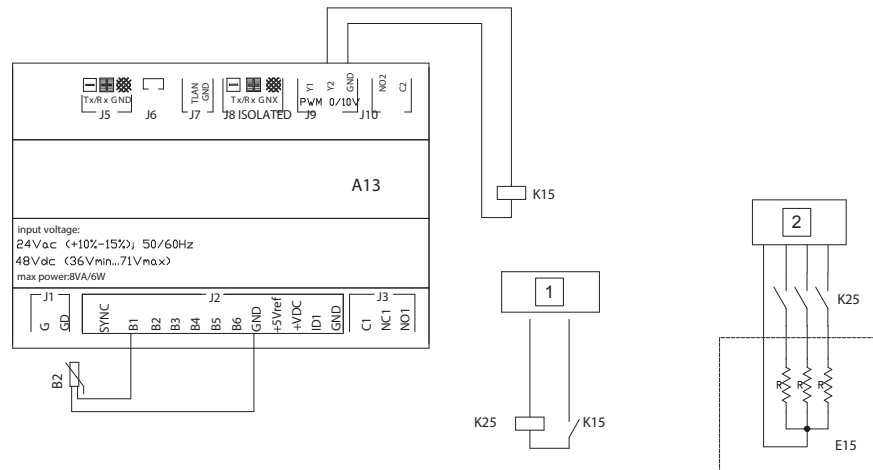 TLAN
GND
Y1
Y2
GND
NO2
C2
Tx/Rx GND
Tx/Rx GNX
PWM 0/10V
J5
J6
J7
J8 ISOLATED
J9
J10
A13
K15
input voltage:
24Vac (+10%-15%); 50/60Hz
48Vdc (36Vmin...71Vmax)
max power:8VA/6W
J1
J2
J3
G
GD
SYNC
B1
B2
B3
B4
B5
B6
GND
+5Vref
+VDC
ID1
GND
C1
NC1
NO1
B2
1
K25
K15
2
K25
R
R
R
E15